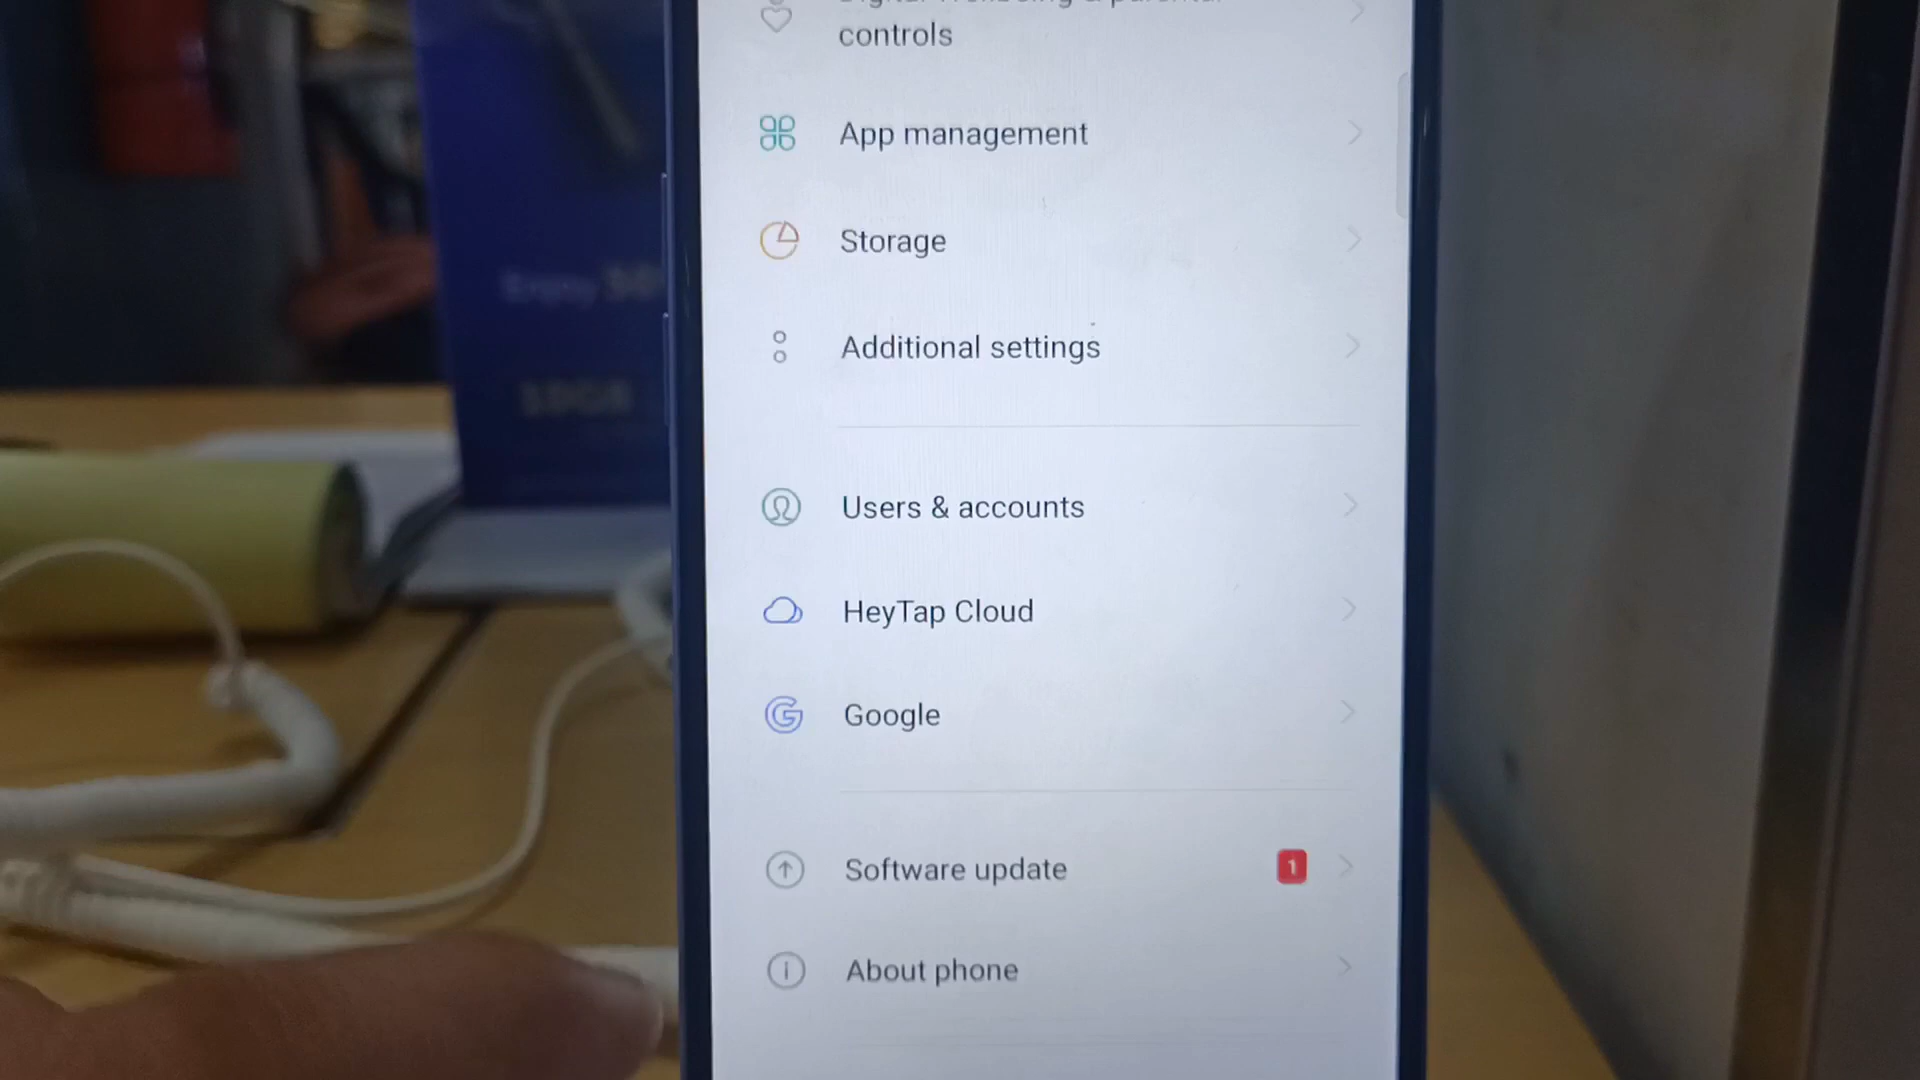 controls
App management
Storage
Additional settings
Users & accounts
HeyTap Cloud
Google
Software update
1
About phone